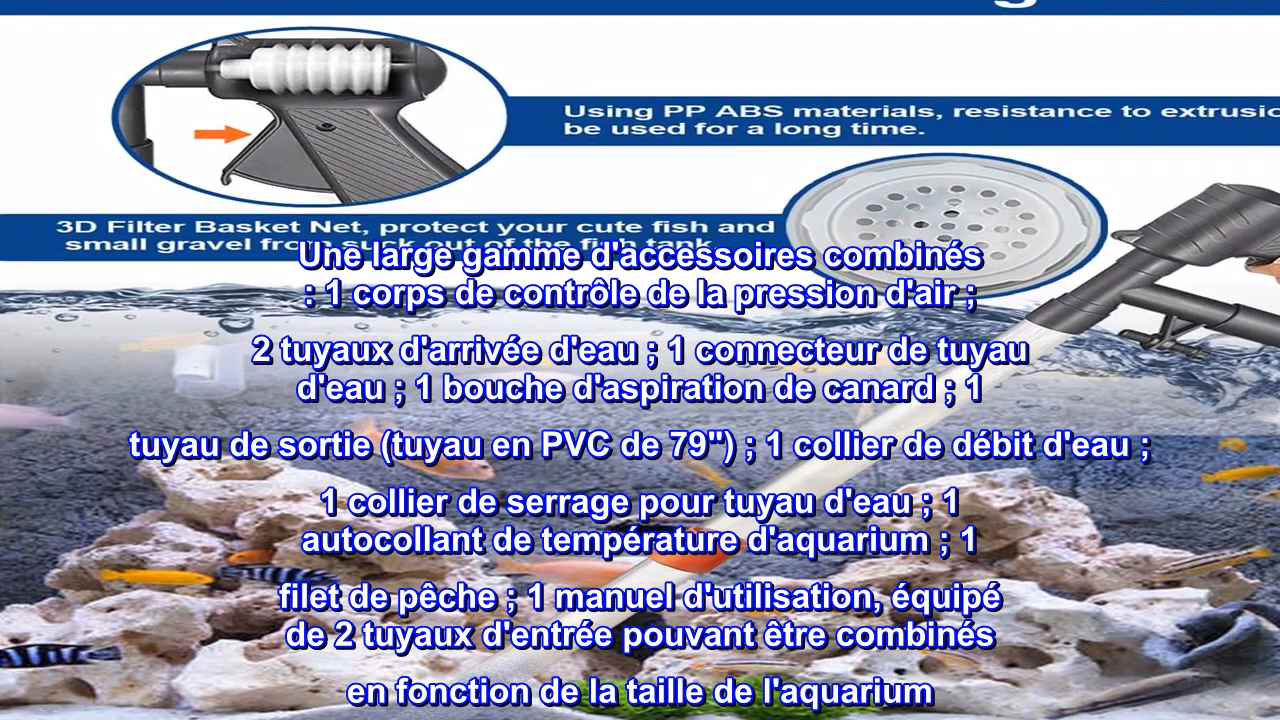 Using PP ABS materials, resistance to
be used for a long time.
3D Filter Basket Net, protect your cute fish and
small gravel from suck out of the fish tank
Une large gamme d'accessoires combinés
: 1 corps de contrôle de la pression d'air ;
2 tuyaux d'arrivée d'eau ; 1 connecteur de tuyau
d'eau ; 1 bouche d'aspiration de canard ; 1
tuyau de sortie (tuyau en PVC de 79") ; 1 collier de débit d'eau ;
1 collier de serrage pour tuyau d'eau ; 1
autocollant de température d'aquarium ; 1
filet de pêche ; 1 manuel d'utilisation, équipé
de 2 tuyaux d'entrée pouvant être combinés
en fonction de la taille de l'aquarium